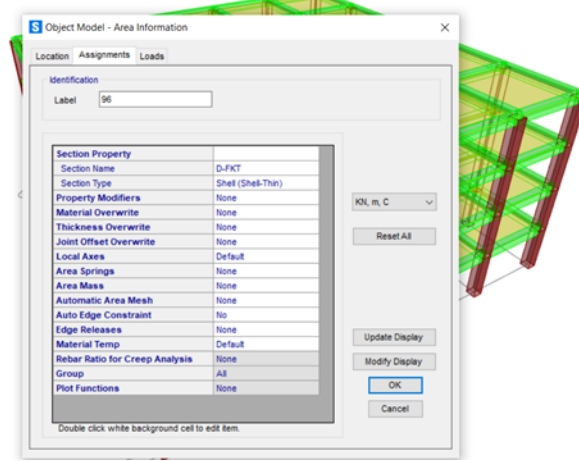 S Object Model - Area Information
Location Assignments Loads
Identification
Label 96
Section Property
Section Name D-FKT
Section Type Shell (Shell-Thin)
Property Modifiers None
Material Overwrite None
Thickness Overwrite None
Joint Offset Overwrite None
Local Axes Default
Area Springs None
Area Mass None
Automatic Area Mesh None
Auto Edge Constraint No
Edge Releases None
Material Temp Default
Rebar Ratio for Creep Analysis None
Group All
Plot Functions None
Double click white background cell to edit item.
KN, m, C
Reset All
Update Display
Modify Display
OK
Cancel